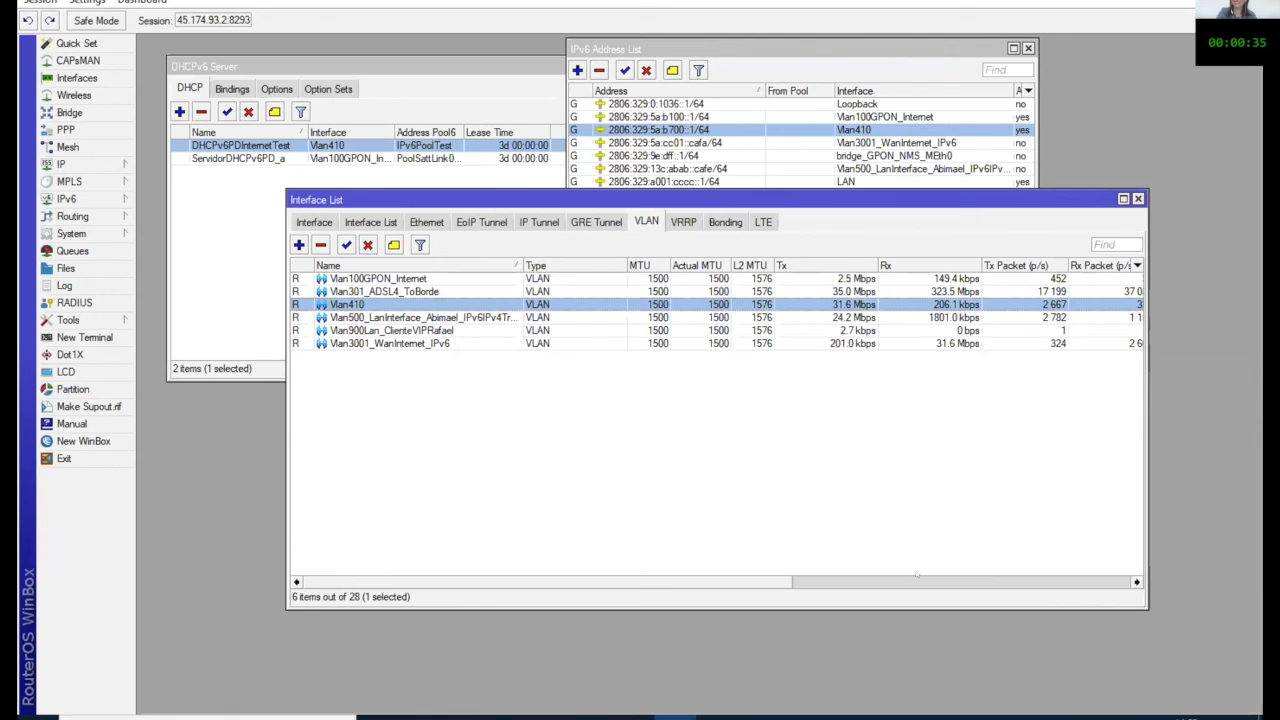 Session Settings Dashboard
Safe Mode Session: 45.174.93.2:8293
00:00:35
Quick Set
CAPsMAN
Interfaces
Wireless
Bridge
PPP
Mesh
IP
MPLS
IPv6
Routing
System
Queues
Files
Log
RADIUS
Tools
New Terminal
Dot1X
LCD
Partition
Make Supout.rif
Manual
New WinBox
Exit
RouterOS WinBox
DHCPv6 Server
DHCP Bindings Options Option Sets
Name Interface Address Pool6 Lease Time
DHCPv6PDInternetTest Vlan410 IPv6PoolTest 3d 00:00:00
ServidorDHCPv6PD_a Vlan100GPON_In... PoolSattLink0... 3d 00:00:00
2 items (1 selected)
IPv6 Address List
Find
Address From Pool Interface A
G 2806:329:0:1036::1/64 Loopback no
G 2806:329:5a:b100::1/64 Vlan100GPON_Internet yes
G 2806:329:5a:b700::1/64 Vlan410 yes
G 2806:329:5a:cc01::cafa/64 Vlan3001_WanInternet_IPv6 no
G 2806:329:9e:dff::1/64 bridge_GPON_NMS_MEth0 no
G 2806:329:13c:abab::cafe/64 Vlan500_LanInterface_Abimael_IPv6IPv... no
G 2806:329:a001:cccc::1/64 LAN yes
Interface List
Interface Interface List Ethernet EoIP Tunnel IP Tunnel GRE Tunnel VLAN VRRP Bonding LTE
Find
Name Type MTU Actual MTU L2 MTU Tx Rx Tx Packet (p/s) Rx Packet (p/s
R Vlan100GPON_Internet VLAN 1500 1500 1576 2.5 Mbps 149.4 kbps 452
R Vlan301_ADSL4_ToBorde VLAN 1500 1500 1576 35.0 Mbps 323.5 Mbps 17 199 37 0
R Vlan410 VLAN 1500 1500 1576 31.6 Mbps 206.1 kbps 2 667 3
R Vlan500_LanInterface_Abimael_IPv6IPv4Tr... VLAN 1500 1500 1576 24.2 Mbps 1801.0 kbps 2 782 1 1
R Vlan900Lan_ClienteVIPRafael VLAN 1500 1500 1576 2.7 kbps 0 bps 1
R Vlan3001_WanInternet_IPv6 VLAN 1500 1500 1576 201.0 kbps 31.6 Mbps 324 2 6
6 items out of 28 (1 selected)